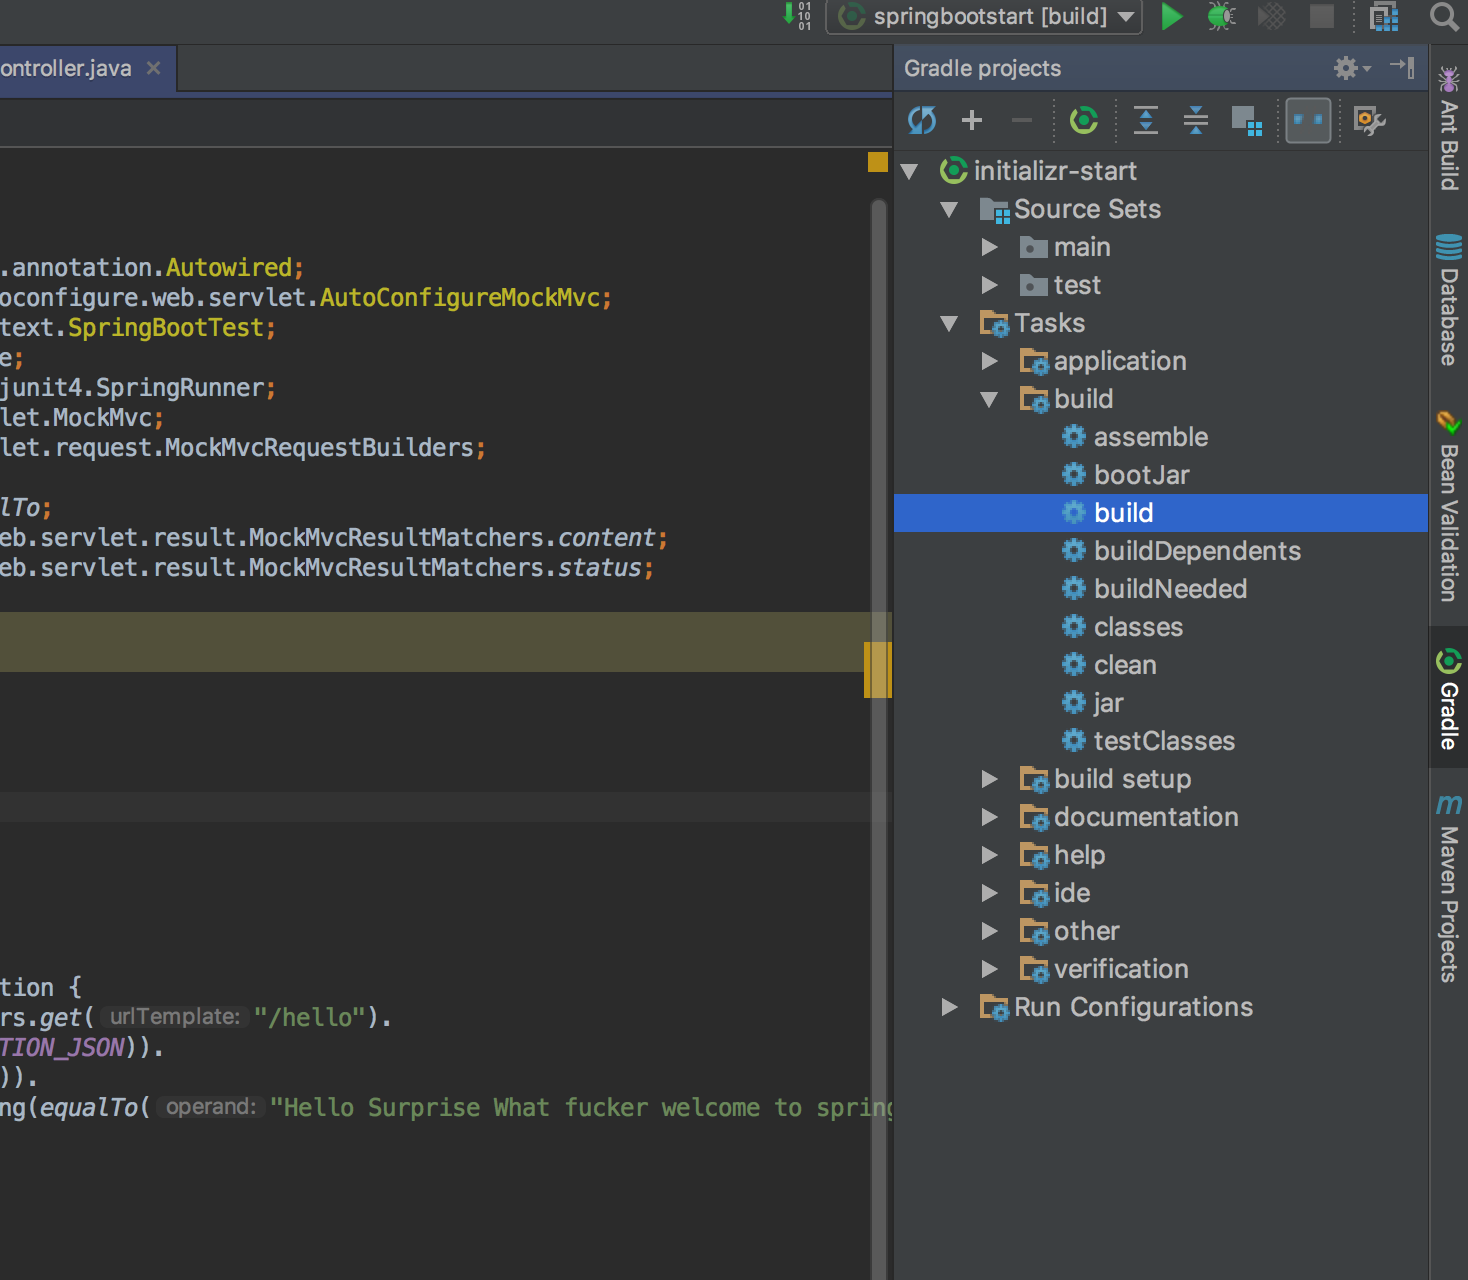 springbootstart [build]
ontroller.java
Gradle projects
initializr-start
Source Sets
main
test
Tasks
application
build
assemble
bootJar
build
buildDependents
buildNeeded
classes
clean
jar
testClasses
build setup
documentation
help
ide
other
verification
Run Configurations
.annotation.Autowired;
oconfigure.web.servlet.AutoConfigureMockMvc;
text.SpringBootTest;
e;
junit4.SpringRunner;
let.MockMvc;
let.request.MockMvcRequestBuilders;
lTo;
eb.servlet.result.MockMvcResultMatchers.content;
eb.servlet.result.MockMvcResultMatchers.status;
tion {
rs.get( urlTemplate: "/hello").
TION_JSON)).
)).
ng(equalTo( operand: "Hello Surprise What fucker welcome to spring
Ant Build
Database
Bean Validation
Gradle
Maven Projects